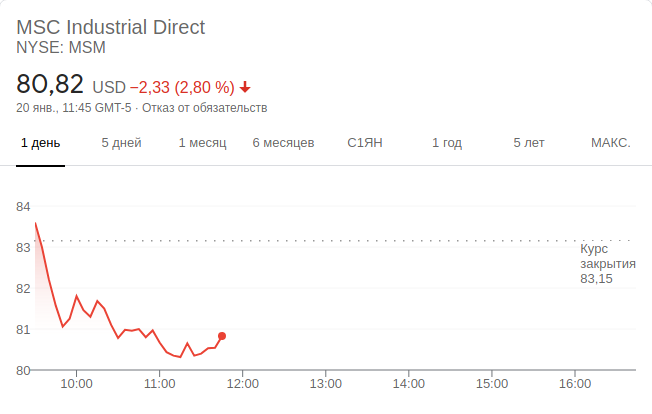 MSC Industrial Direct
NYSE: MSM
80,82 USD −2,33 (2,80 %) ↓
20 янв., 11:45 GMT-5 · Отказ от обязательств
1 день 5 дней 1 месяц 6 месяцев С1ЯН 1 год 5 лет МАКС.
84
83
82
81
80
Курс
закрытия
83,15
10:00 11:00 12:00 13:00 14:00 15:00 16:00